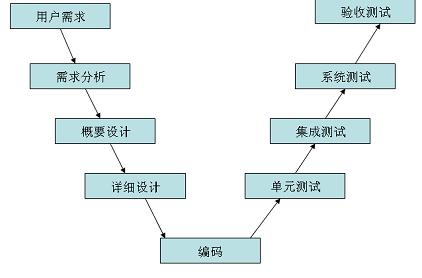 用户需求
验收测试
需求分析
系统测试
概要设计
集成测试
详细设计
单元测试
编码